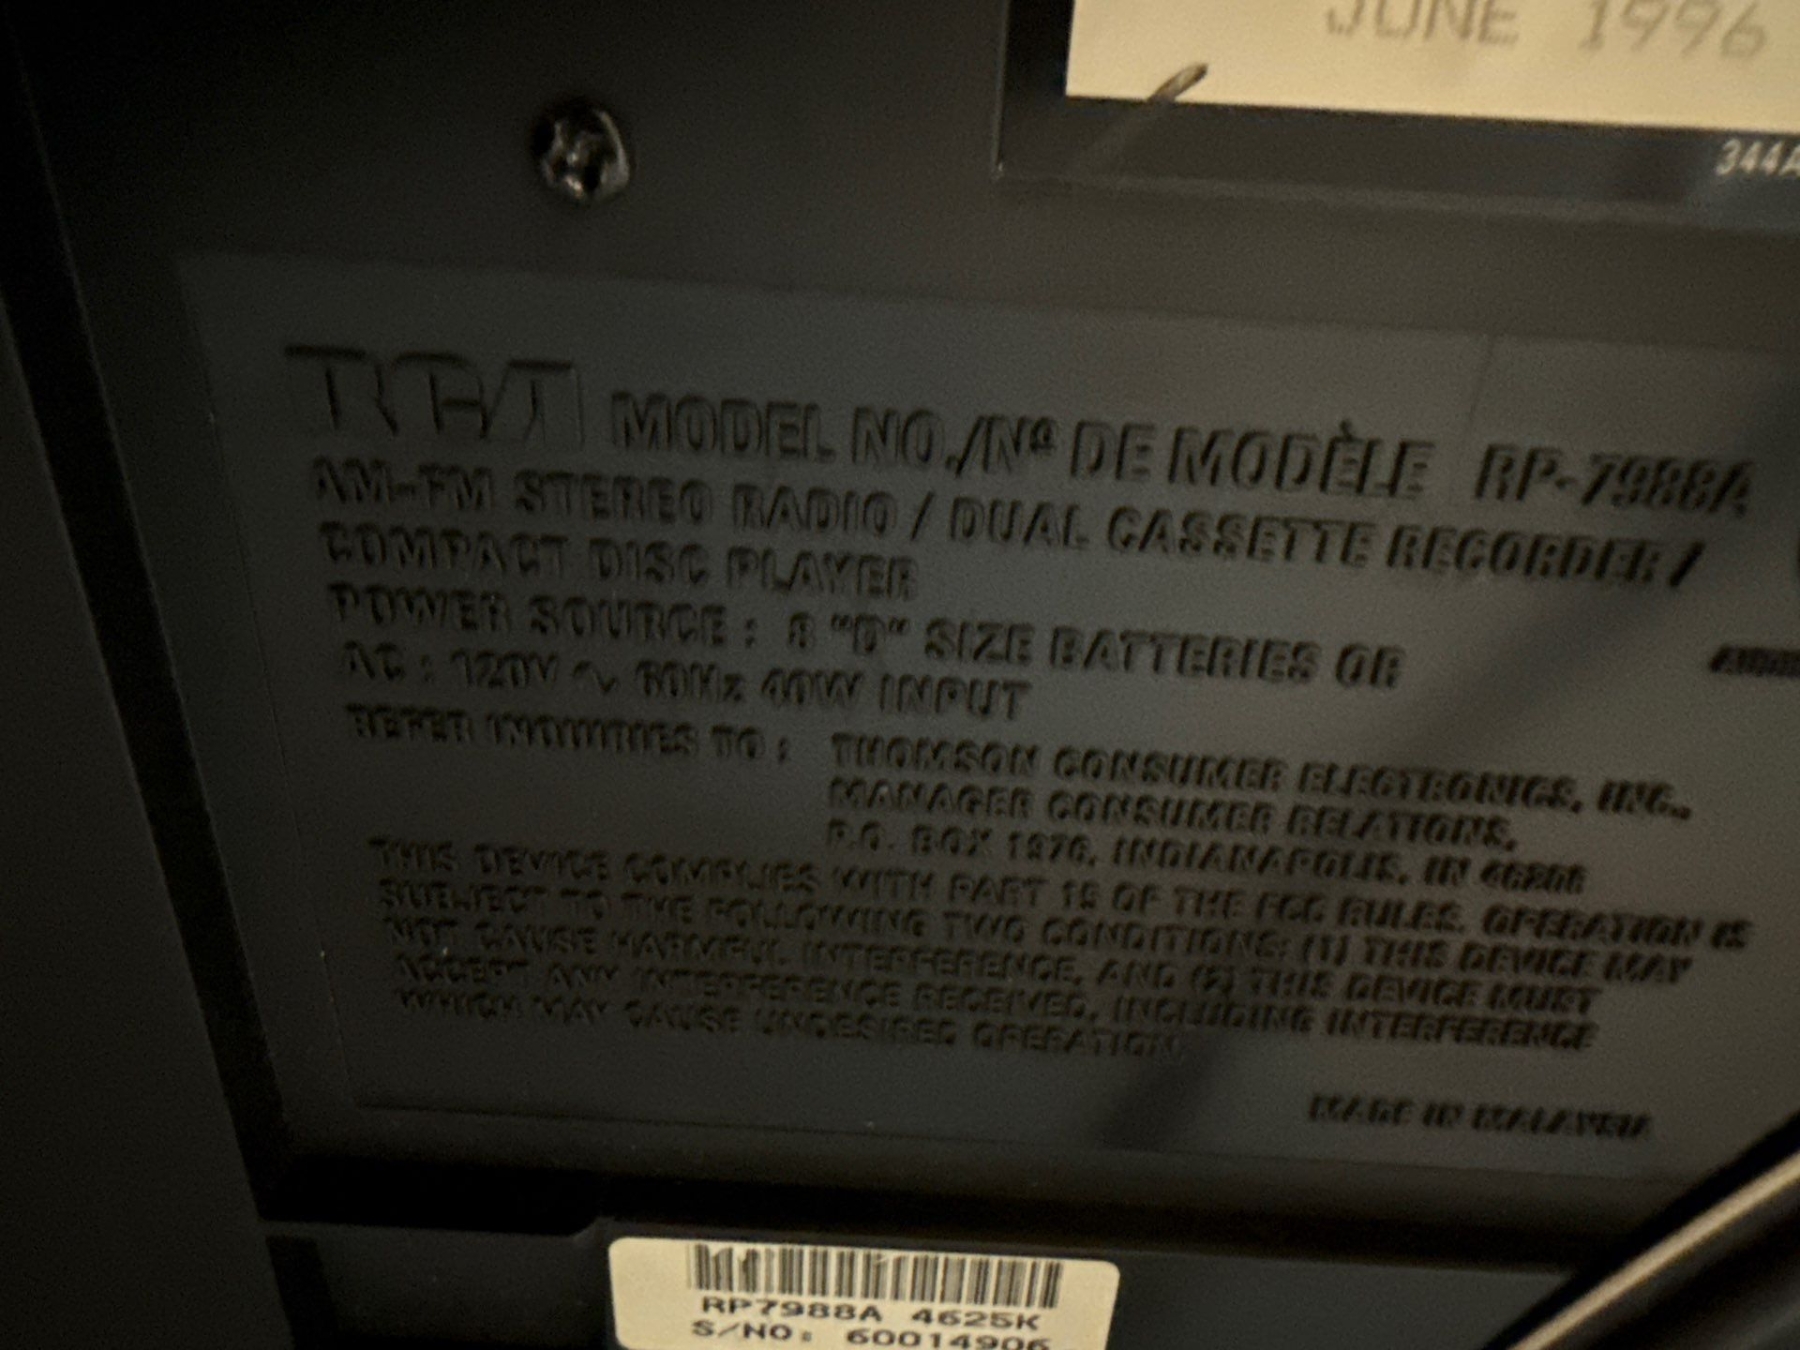 JUNE 1996
344A
RCA MODEL NO./Nº DE MODÈLE RP-7988A
AM-FM STEREO RADIO / DUAL CASSETTE RECORDER /
COMPACT DISC PLAYER
POWER SOURCE : 8 "D" SIZE BATTERIES OR
AC : 120V ~ 60Hz 40W INPUT
REFER INQUIRIES TO : THOMSON CONSUMER ELECTRONICS, INC.,
MANAGER CONSUMER RELATIONS,
P.O. BOX 1976, INDIANAPOLIS, IN 46206
THIS DEVICE COMPLIES WITH PART 15 OF THE FCC RULES. OPERATION IS
SUBJECT TO THE FOLLOWING TWO CONDITIONS: (1) THIS DEVICE MAY
NOT CAUSE HARMFUL INTERFERENCE, AND (2) THIS DEVICE MUST
ACCEPT ANY INTERFERENCE RECEIVED, INCLUDING INTERFERENCE
WHICH MAY CAUSE UNDESIRED OPERATION
MADE IN MALAYSIA
RP7988A 4625K
S/NO: 60014906